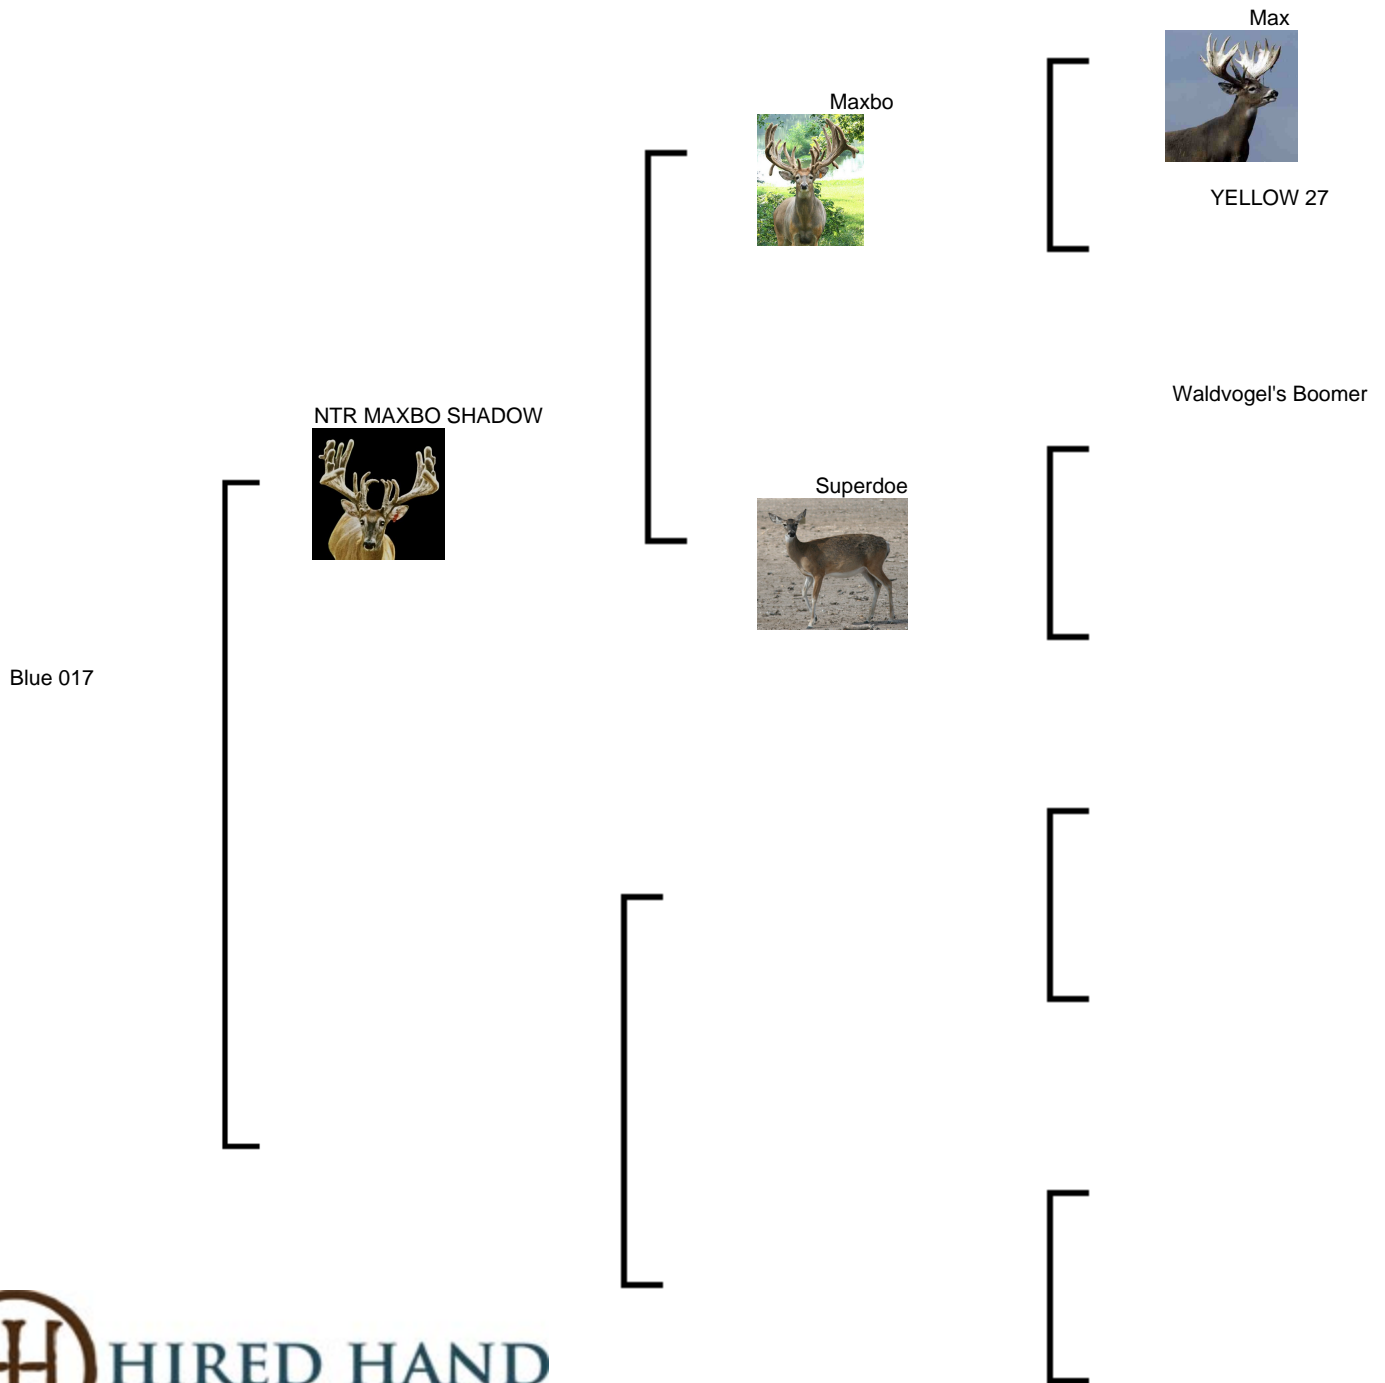 Max
Maxbo
YELLOW 27
Waldvogel's Boomer
NTR MAXBO SHADOW
Superdoe
Blue 017
H HIRED HAND